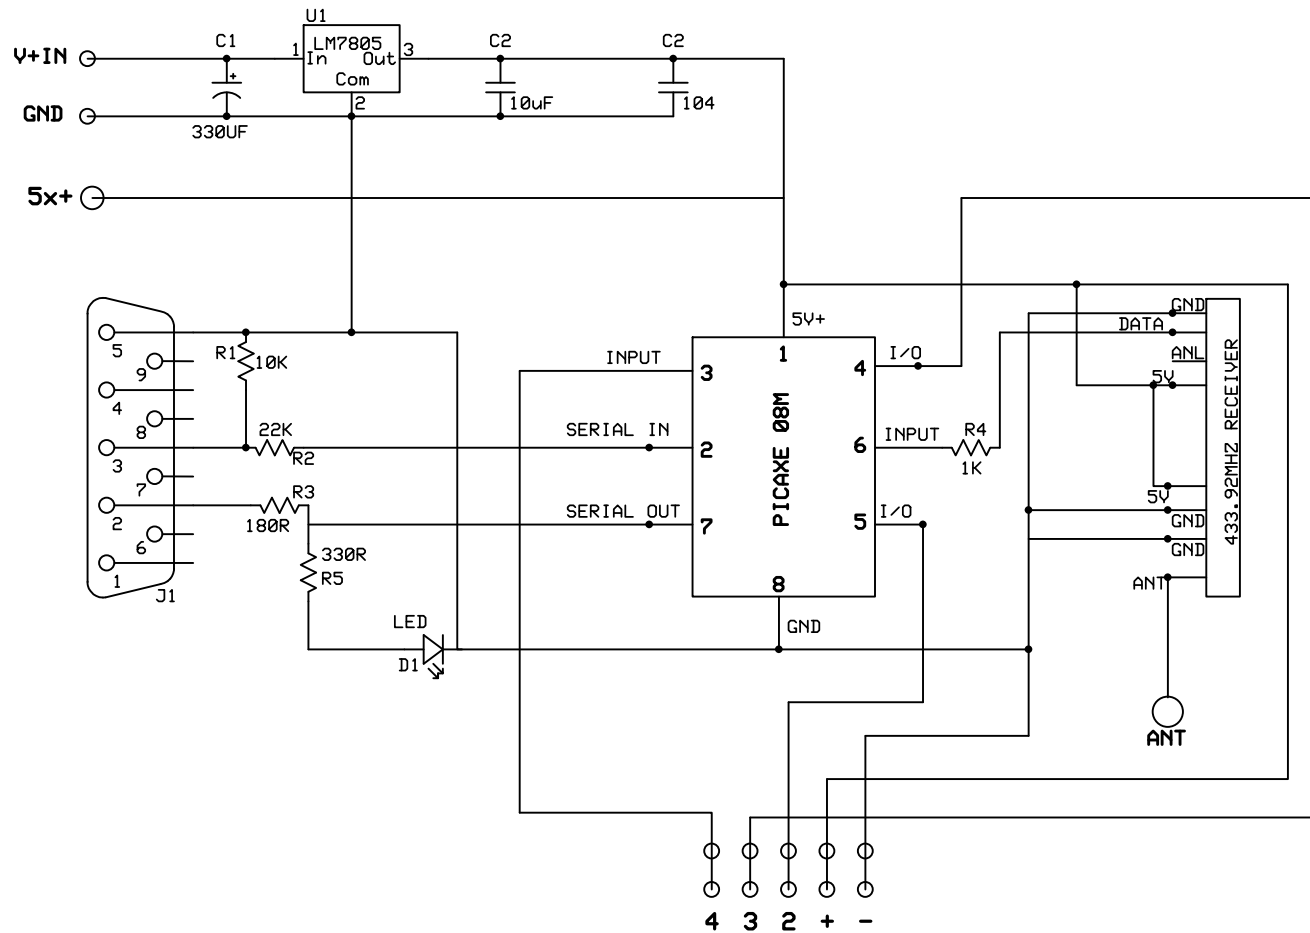 U1
V+IN
C1
1
LM7805
In
Out
3
Com
2
C2
C2
GND
330UF
10uF
104
5x+
5V+
GND
DATA
ANL
5V
5V
GND
GND
ANT
433.92MHZ RECEIVER
5
9
4
8
3
7
2
6
1
J1
R1
10K
22K
R2
R3
180R
330R
R5
LED
D1
INPUT
SERIAL IN
SERIAL OUT
1
3
2
7
PICAXE 08M
4
6
5
8
I/O
INPUT
I/O
R4
1K
GND
ANT
4 3 2 + -